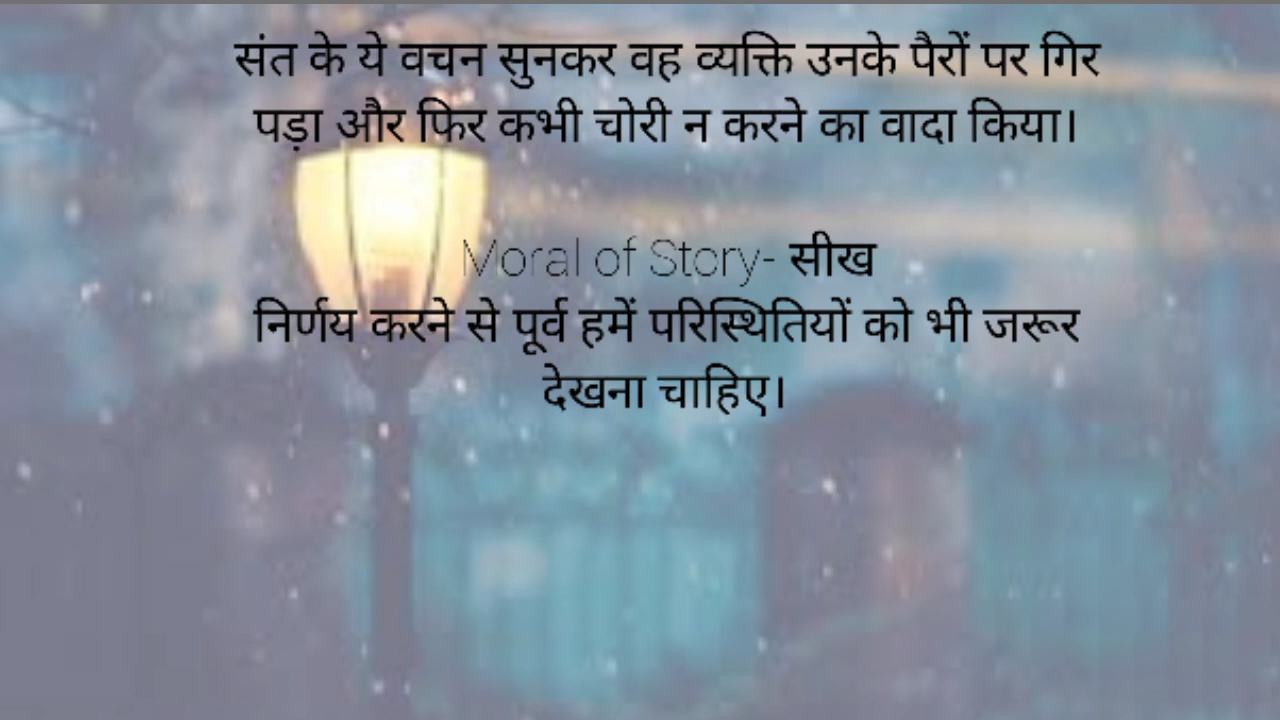 संत के ये वचन सुनकर वह व्यक्ति उनके पैरों पर गिर
पड़ा और फिर कभी चोरी न करने का वादा किया।
Moral of Story- सीख
निर्णय करने से पूर्व हमें परिस्थितियों को भी जरूर
देखना चाहिए।